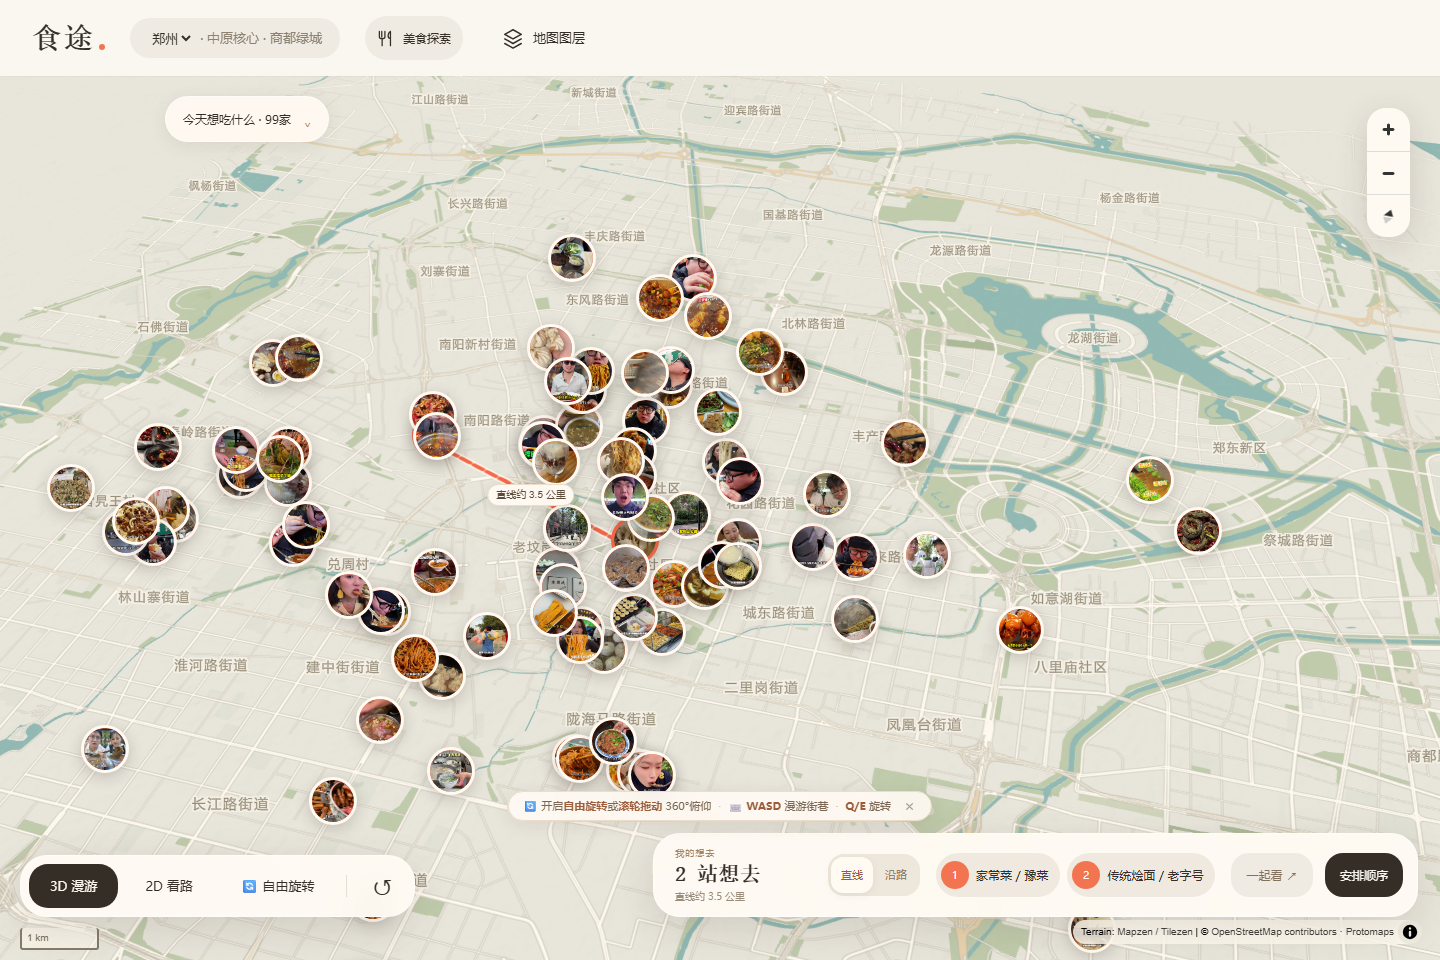 食途.
郑州 · 中原核心 · 商都绿城
美食探索
地图图层
今天想吃什么 · 99家
江山路街道
新城街道
迎宾路街道
枫杨街道
长兴路街道
国基路街道
杨金路街道
丰庆路街道
龙源路街道
刘寨街道
东风路街道
石佛街道
北林路街道
龙湖街道
南阳新村街道
路街道
南阳路街道
岭路街
丰产
郑东新区
直线约 3.5 公里
社区
花园路街道
祭城路街道
老坟
兑周村
林山寨街道
城东路街道
如意湖街道
淮河路街道
建中街街道
八里庙社区
二里岗街道
陇海马路街道
凤凰台街道
长江路街道
开启自由旋转或滚轮拖动 360°俯仰 · WASD 漫游街巷 · Q/E 旋转 ×
3D 漫游
2D 看路
自由旋转
道
我的想去
2 站想去
直线约 3.5 公里
直线
沿路
1 家常菜 / 豫菜
2 传统烩面 / 老字号
一起看 ↗
安排顺序
1 km
Terrain: Mapzen / Tilezen | © OpenStreetMap contributors · Protomaps